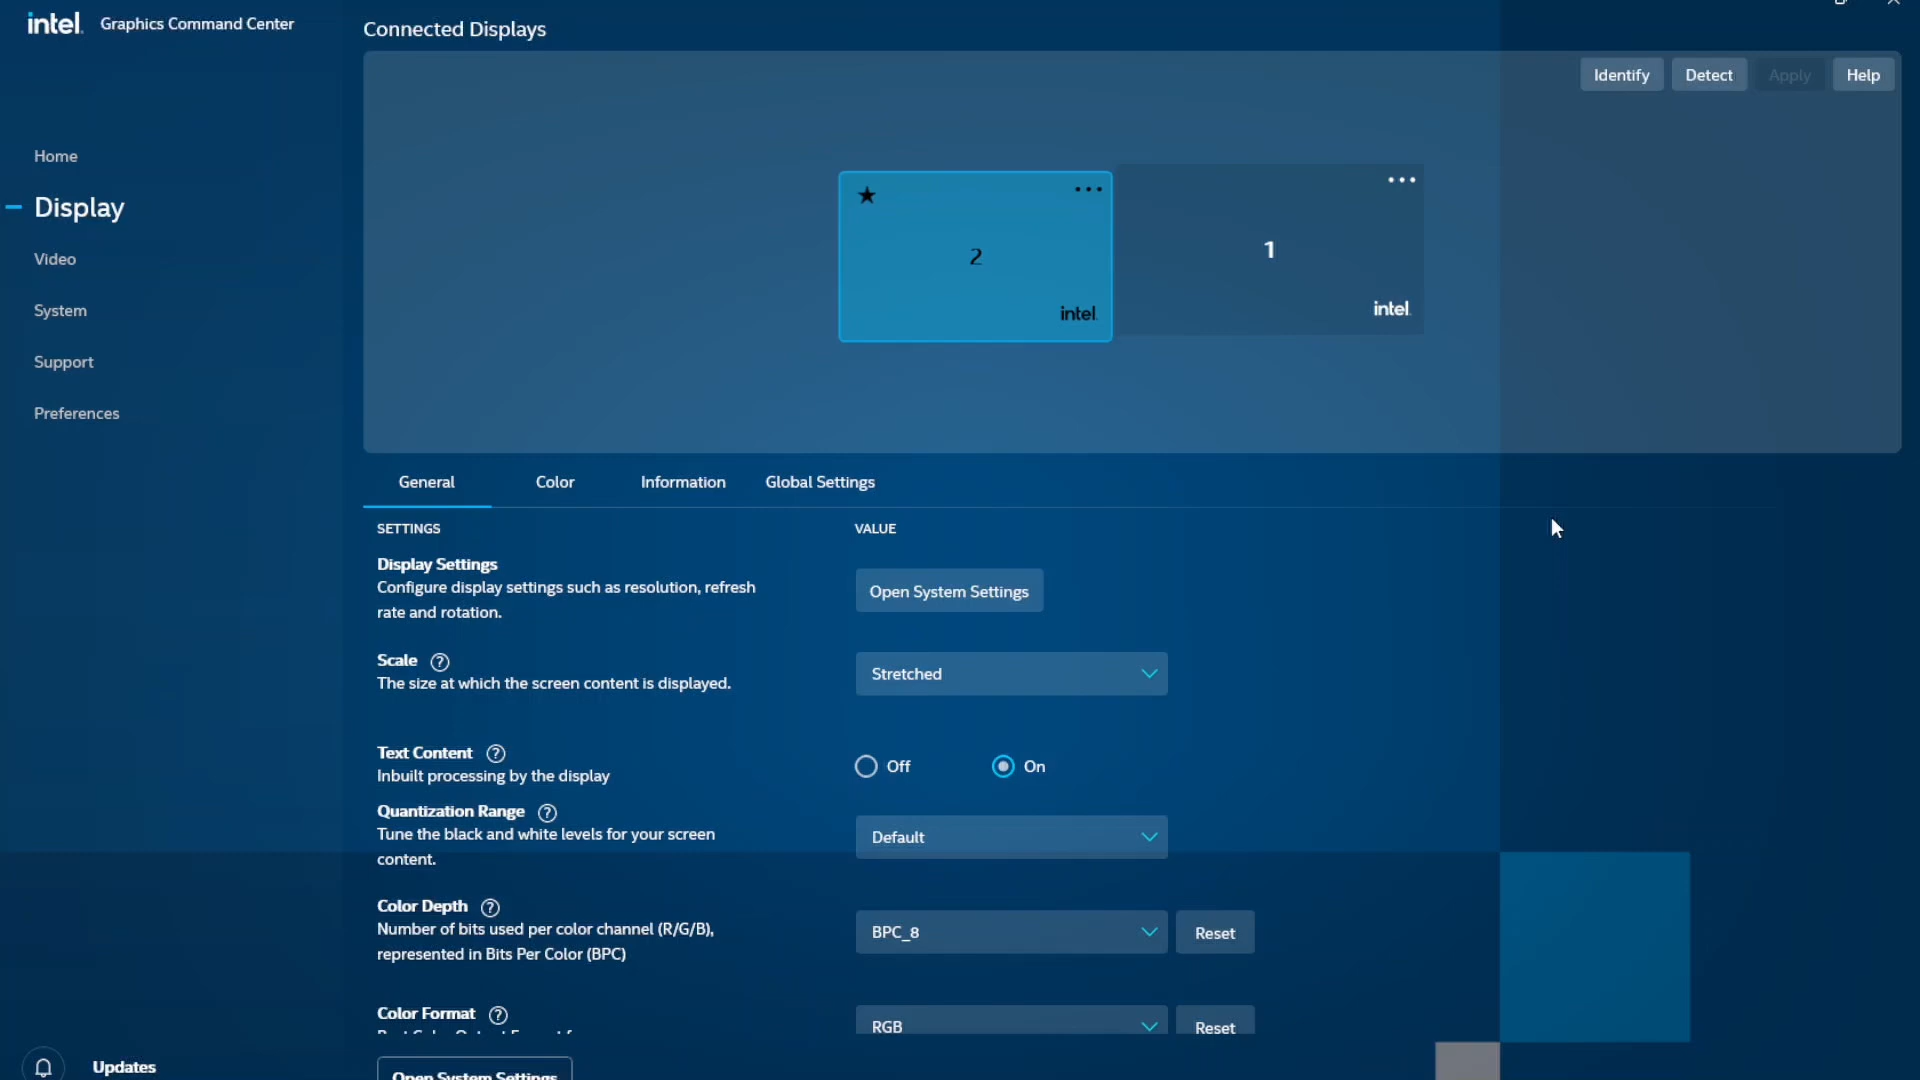 intel. Graphics Command Center
Connected Displays
Identify Detect Apply Help
Home
Display
Video
System
Support
Preferences
2
intel.
1
intel.
General Color Information Global Settings
SETTINGS VALUE
Display Settings
Configure display settings such as resolution, refresh
rate and rotation.
Open System Settings
Scale ?
The size at which the screen content is displayed.
Stretched
Text Content ?
Inbuilt processing by the display
Off On
Quantization Range ?
Tune the black and white levels for your screen
content.
Default
Color Depth ?
Number of bits used per color channel (R/G/B),
represented in Bits Per Color (BPC)
BPC_8 Reset
Color Format ?
RGB Reset
Updates
Open System Settings